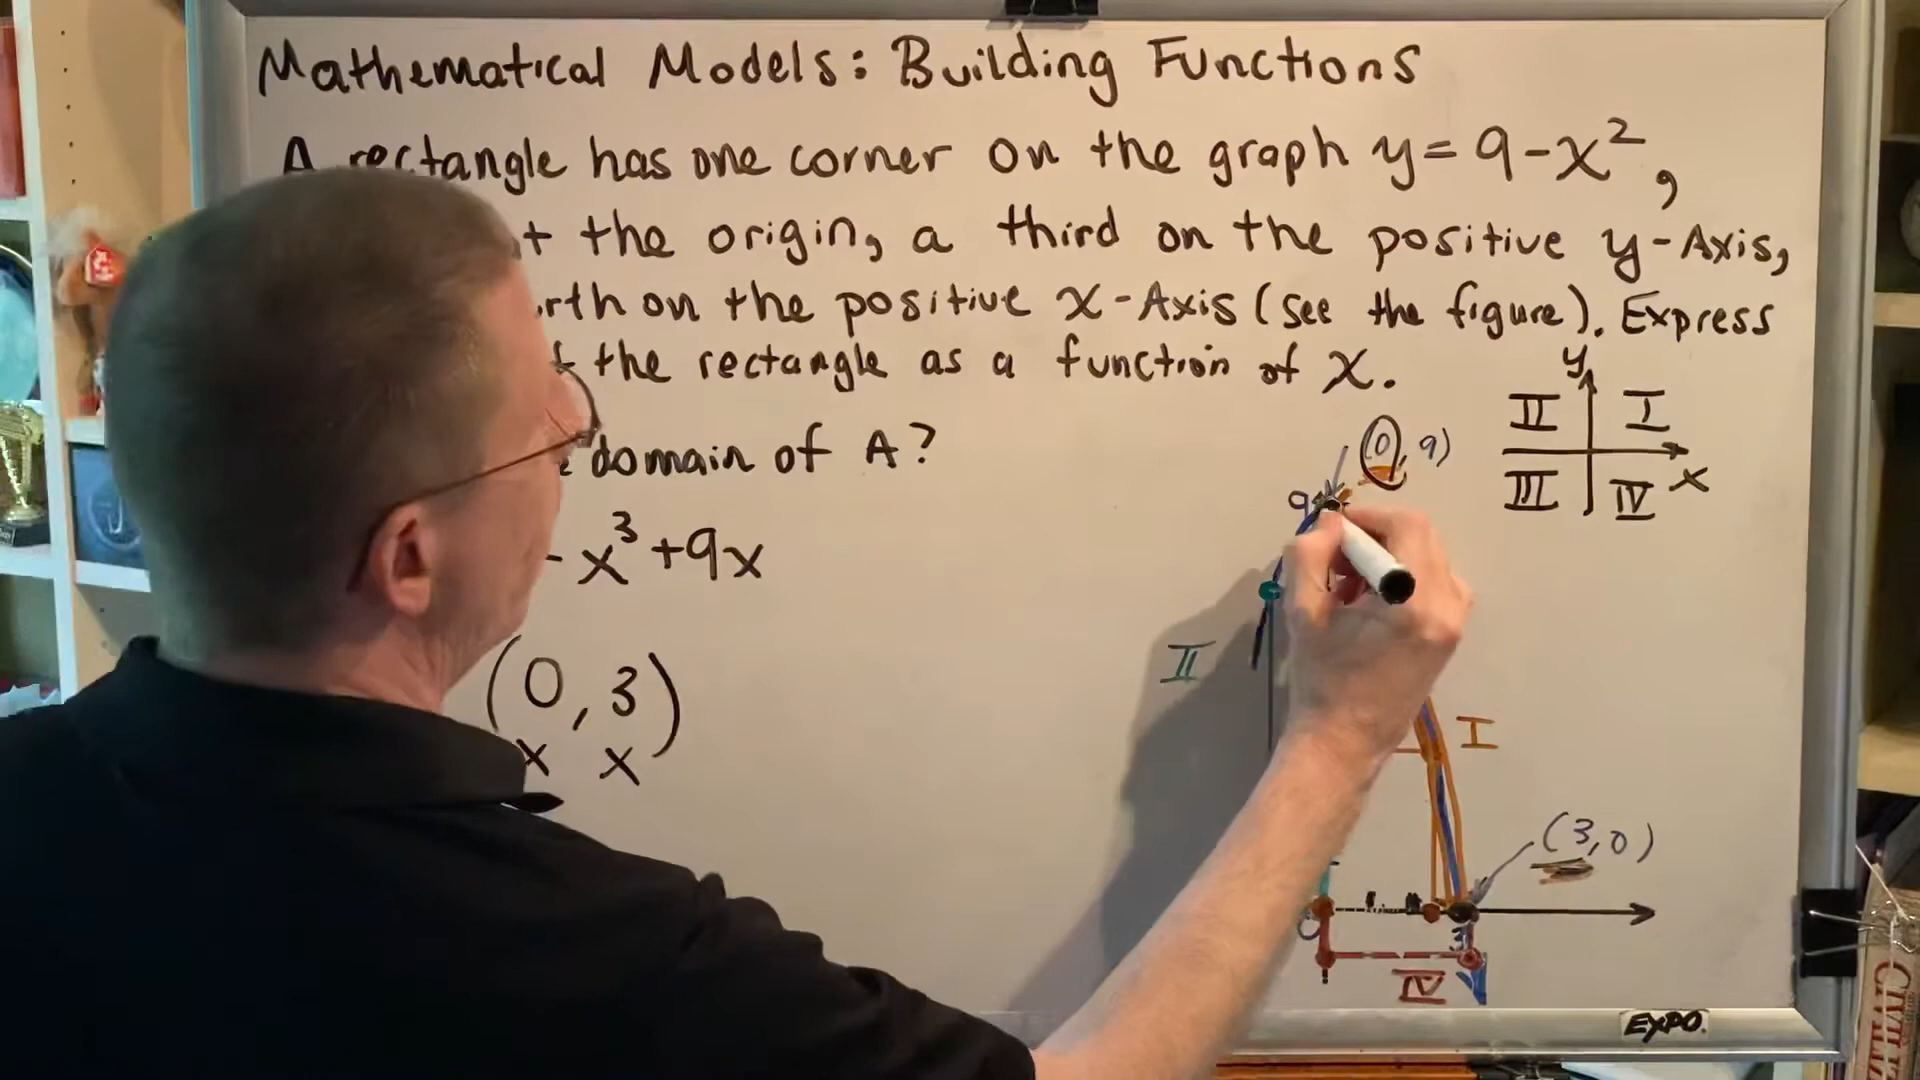 Mathematical Models: Building Functions
A rectangle has one corner on the graph y = 9 - x²,
the origin, a third on the positive y-Axis,
on the positive x-Axis (see the figure). Express
the rectangle as a function of x.
domain of A?
- x³ + 9x
(0, 3)
x x
y
II I
III IV x
(0, 9)
9
II
I
(3, 0)
0
3
IV
EXPO
CIVIL